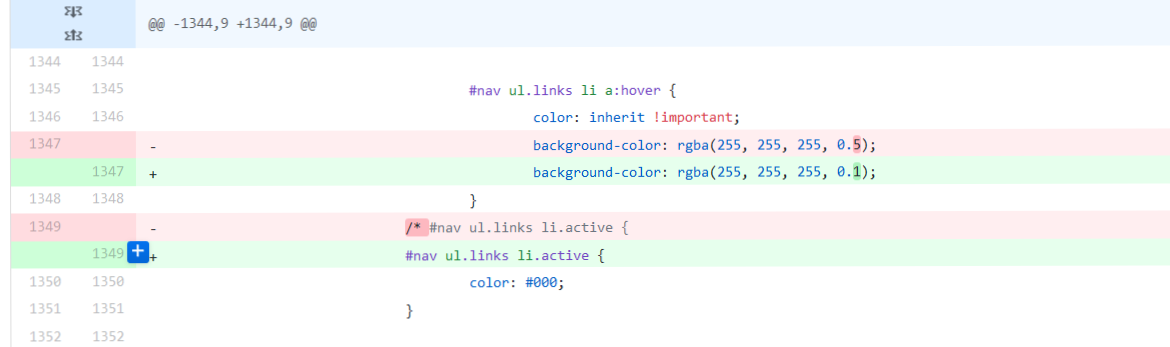 @@ -1344,9 +1344,9 @@
1344 1344
1345 1345 #nav ul.links li a:hover {
1346 1346 color: inherit !important;
1347 - background-color: rgba(255, 255, 255, 0.5);
1347 + background-color: rgba(255, 255, 255, 0.1);
1348 1348 }
1349 - /* #nav ul.links li.active {
1349 + #nav ul.links li.active {
1350 1350 color: #000;
1351 1351 }
1352 1352